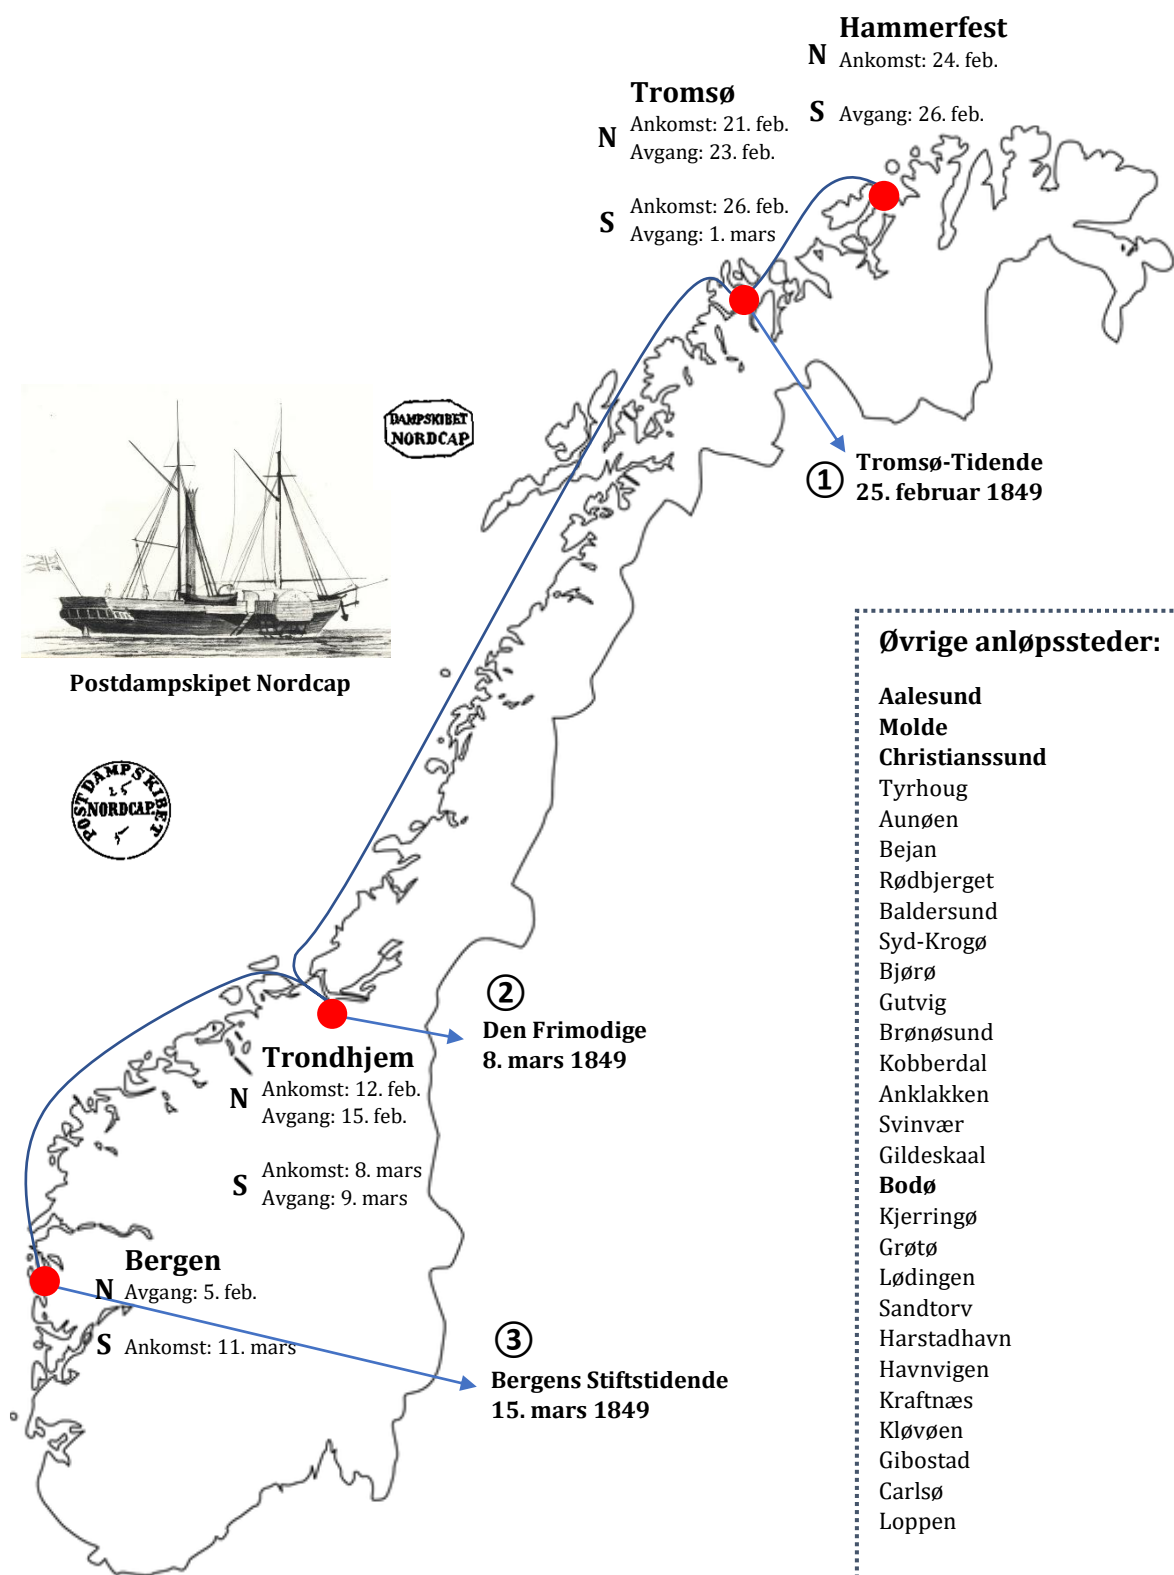 Hammerfest
N
Ankomst: 24. feb.
S
Avgang: 26. feb.
Tromsø
N
Ankomst: 21. feb.
Avgang: 23. feb.
S
Ankomst: 26. feb.
Avgang: 1. mars
DAMPSKIBET
NORDCAP
①
Tromsø-Tidende
25. februar 1849
Postdampskipet Nordcap
POSTDAMPSKIBET
NORDCAP.
②
Den Frimodige
8. mars 1849
Trondhjem
N
Ankomst: 12. feb.
Avgang: 15. feb.
S
Ankomst: 8. mars
Avgang: 9. mars
Bergen
N
Avgang: 5. feb.
S
Ankomst: 11. mars
③
Bergens Stiftstidende
15. mars 1849
Øvrige anløpssteder:
Aalesund
Molde
Christianssund
Tyrhoug
Aunøen
Bejan
Rødbjerget
Baldersund
Syd-Krogø
Bjørø
Gutvig
Brønøsund
Kobberdal
Anklakken
Svinvær
Gildeskaal
Bodø
Kjerringø
Grøtø
Lødingen
Sandtorv
Harstadhavn
Havnvigen
Kraftnæs
Kløvøen
Gibostad
Carlsø
Loppen